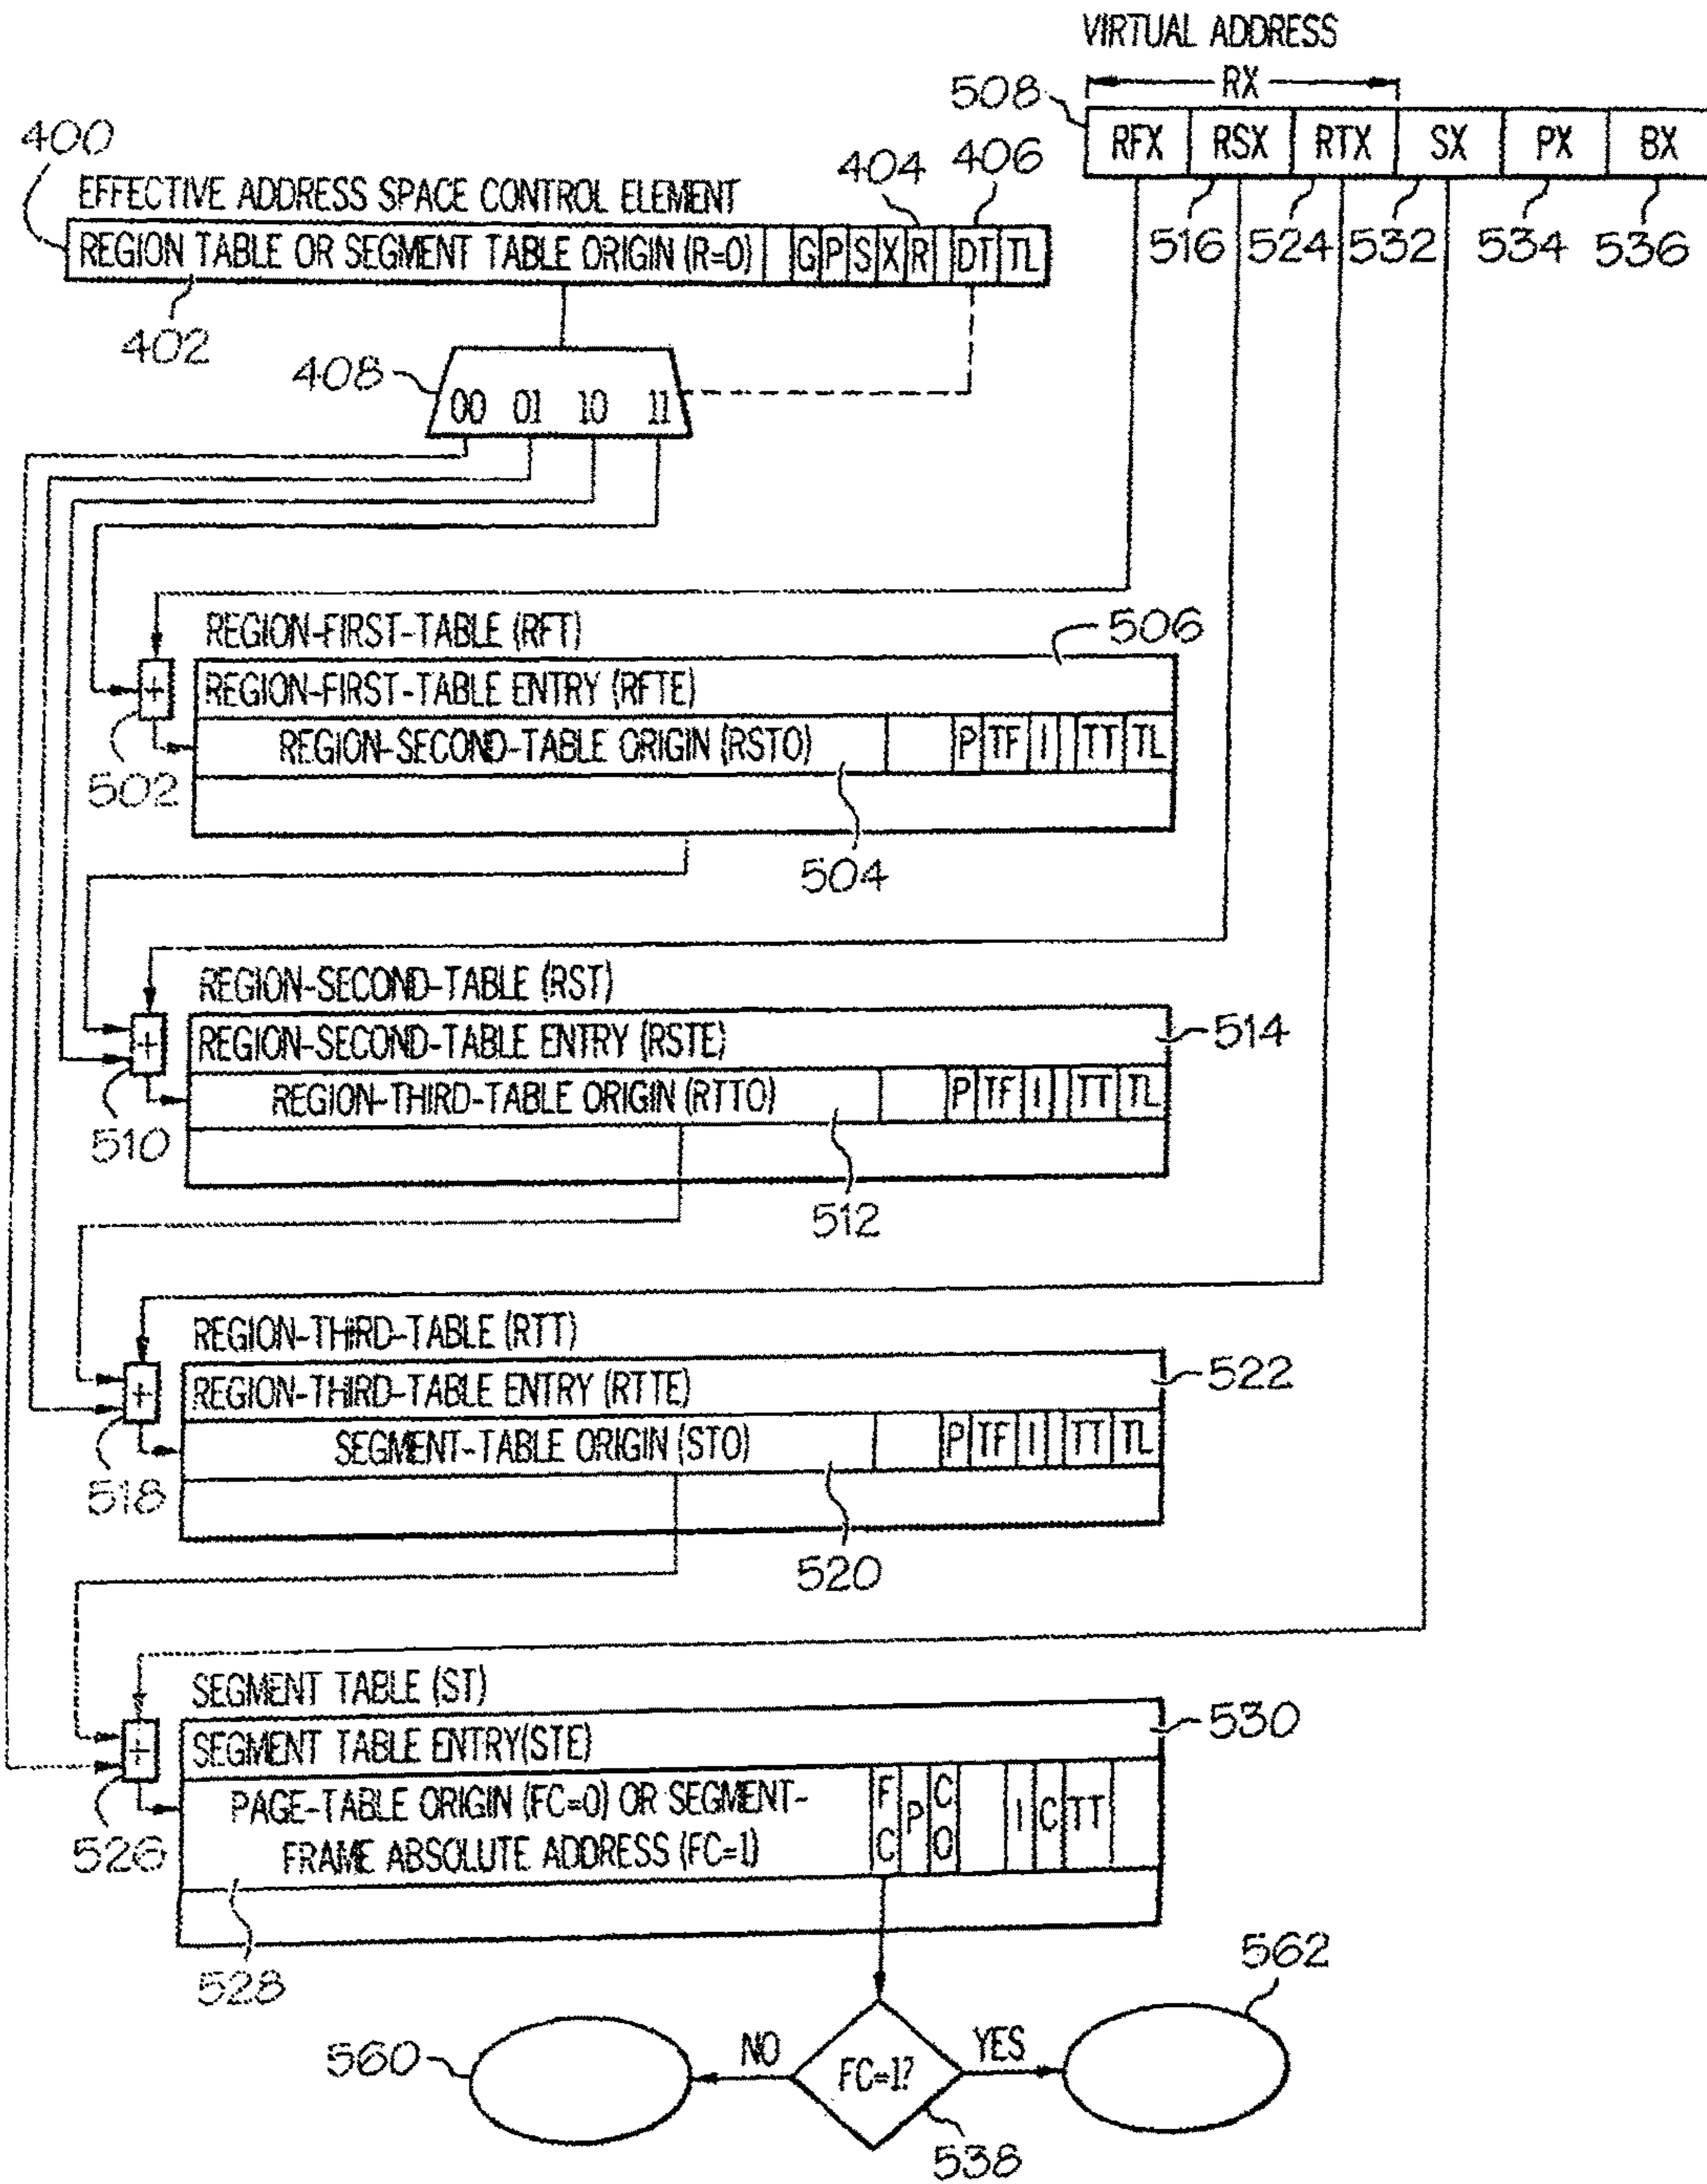 VIRTUAL ADDRESS
RX
508
RFX RSX RTX SX PX BX
516 524 532 534 536
400
404 406
EFFECTIVE ADDRESS SPACE CONTROL ELEMENT
REGION TABLE OR SEGMENT TABLE ORIGIN (R=0) G P S X R DT TL
402
408
00 01 10 11
REGION-FIRST-TABLE (RFT)
506
REGION-FIRST-TABLE ENTRY (RFTE)
+
REGION-SECOND-TABLE ORIGIN (RSTO) P TF I TT TL
502
504
REGION-SECOND-TABLE (RST)
REGION-SECOND-TABLE ENTRY (RSTE)
514
+
REGION-THIRD-TABLE ORIGIN (RTTO) P TF I TT TL
510
512
REGION-THIRD-TABLE (RTT)
REGION-THIRD-TABLE ENTRY (RTTE)
522
+
SEGMENT-TABLE ORIGIN (STO) P TF I TT TL
518
520
SEGMENT TABLE (ST)
SEGMENT TABLE ENTRY(STE)
530
+
PAGE-TABLE ORIGIN (FC=0) OR SEGMENT-
FRAME ABSOLUTE ADDRESS (FC=1)
FC P CO I C TT
526
528
562
560
NO
FC=1?
YES
538